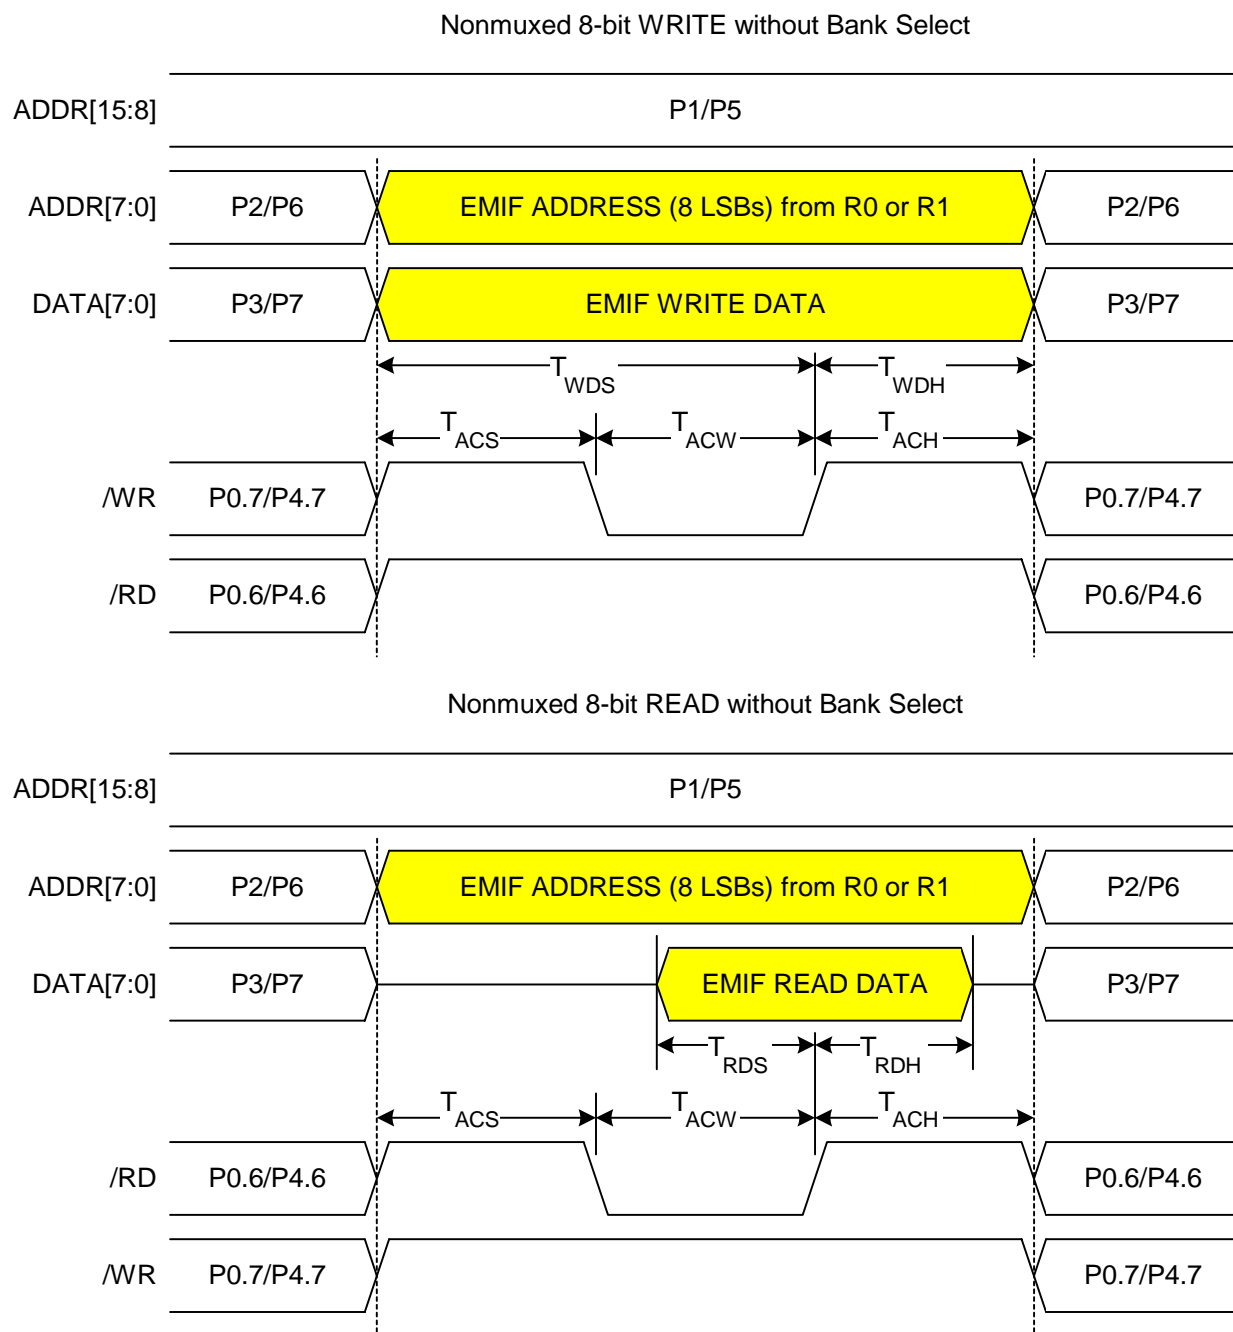 Nonmuxed 8-bit WRITE without Bank Select
ADDR[15:8] P1/P5
ADDR[7:0] P2/P6 EMIF ADDRESS (8 LSBs) from R0 or R1 P2/P6
DATA[7:0] P3/P7 EMIF WRITE DATA P3/P7
TWDS TWDH
TACS TACW TACH
/WR P0.7/P4.7 P0.7/P4.7
/RD P0.6/P4.6 P0.6/P4.6
Nonmuxed 8-bit READ without Bank Select
ADDR[15:8] P1/P5
ADDR[7:0] P2/P6 EMIF ADDRESS (8 LSBs) from R0 or R1 P2/P6
DATA[7:0] P3/P7 EMIF READ DATA P3/P7
TRDS TRDH
TACS TACW TACH
/RD P0.6/P4.6 P0.6/P4.6
/WR P0.7/P4.7 P0.7/P4.7